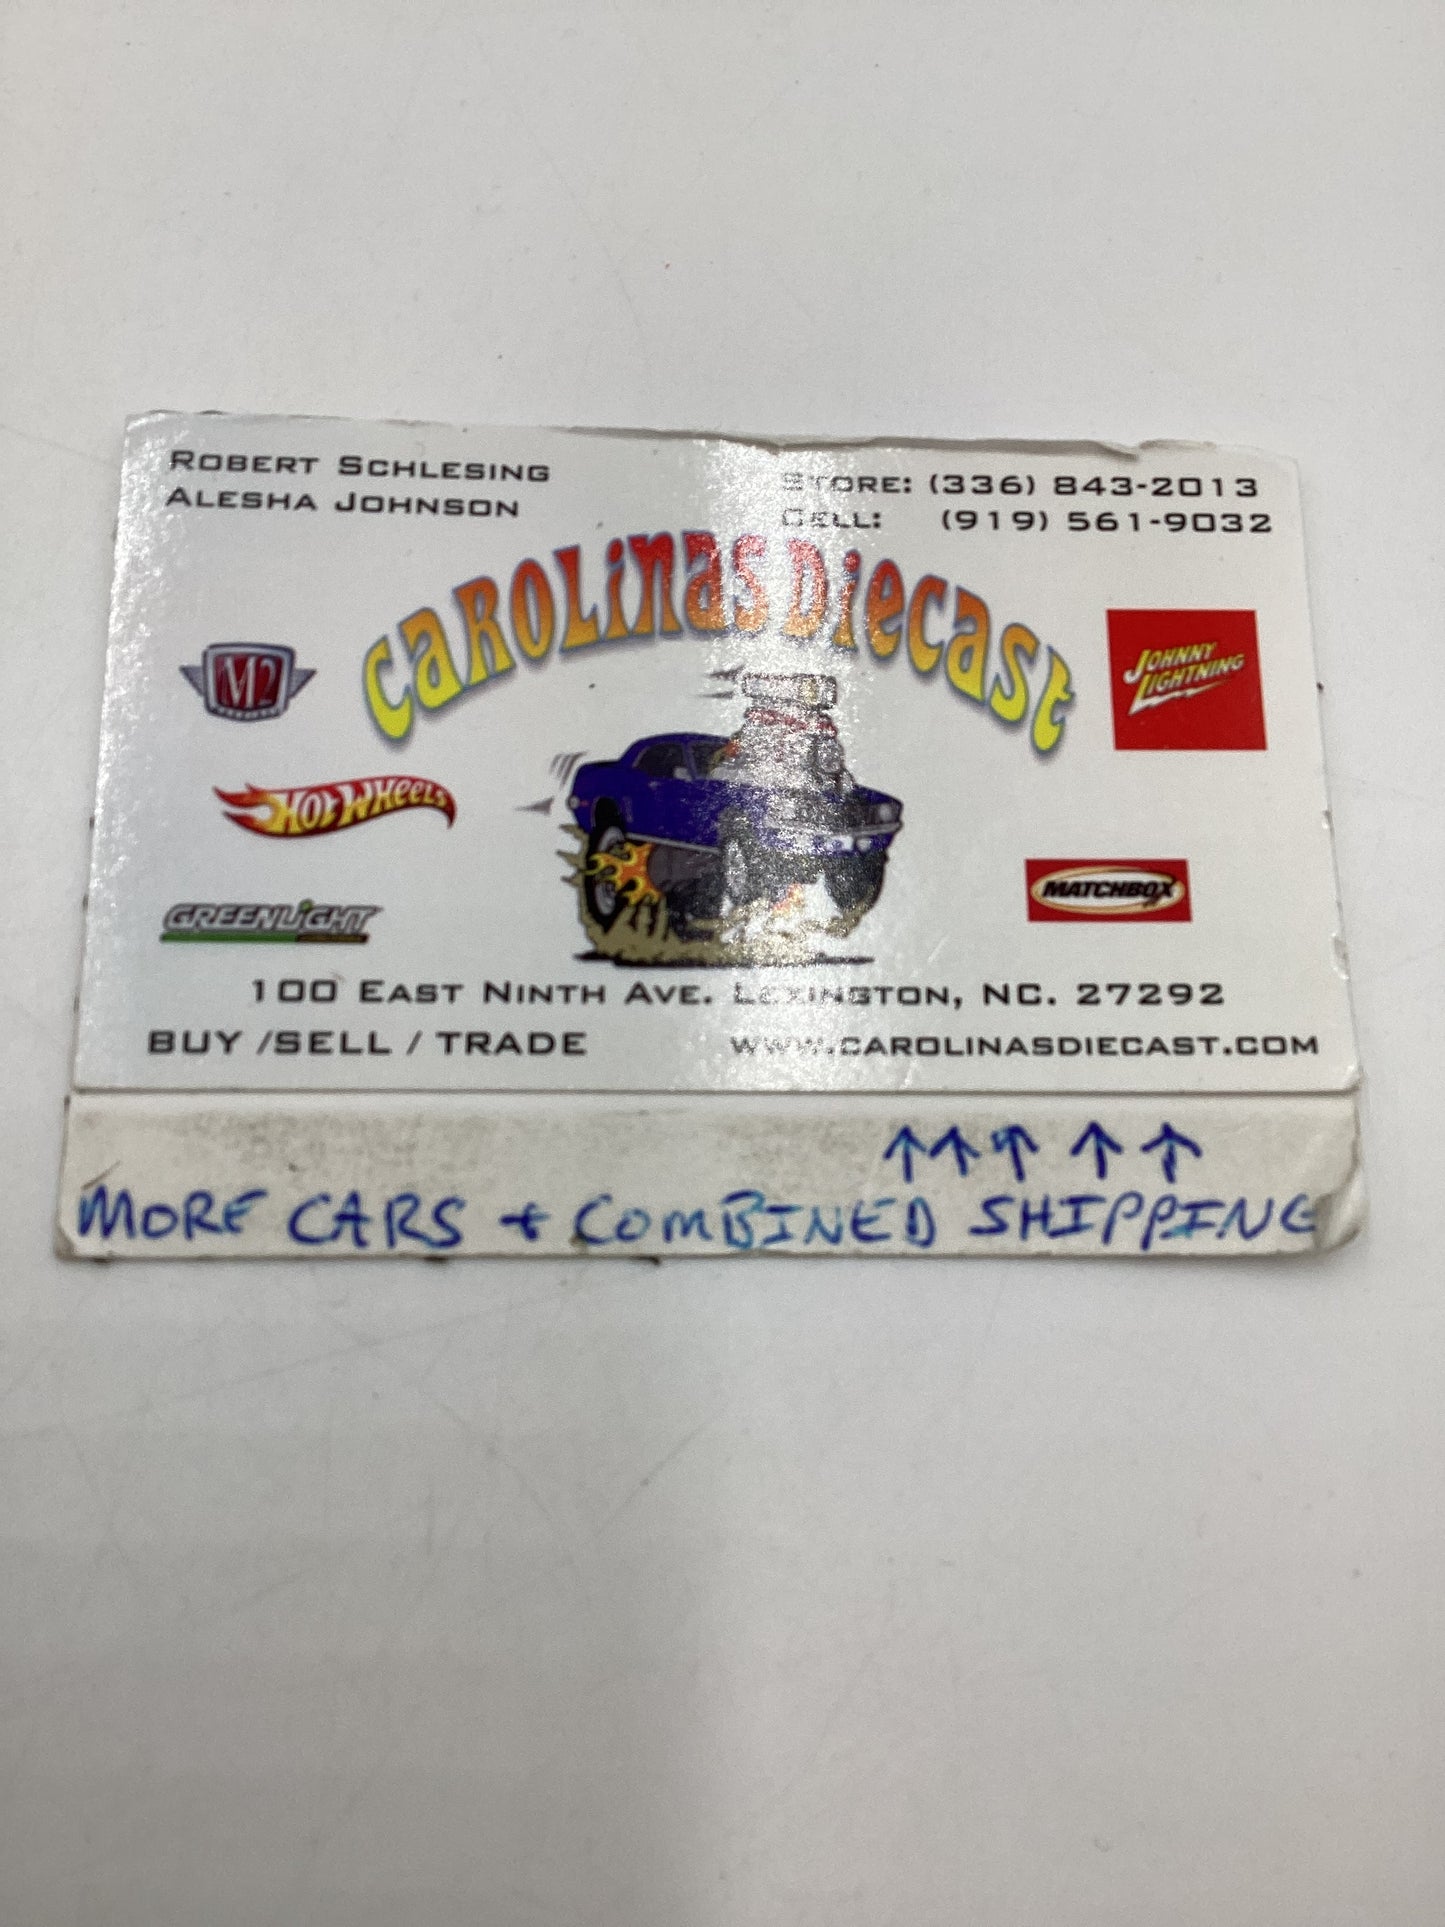 ROBERT SCHLESING
ALESHA JOHNSON
STORE: (336) 843-2013
CELL: (919) 561-9032
CAROLINAS DIECAST
M2
JOHNNY
LIGHTNING
HOT WHEELS
GREENLIGHT
MATCHBOX
100 EAST NINTH AVE. LEXINGTON, NC. 27292
BUY /SELL / TRADE
WWW.CAROLINASDIECAST.COM
↑↑↑↑↑
MORE CARS + COMBINED SHIPPING